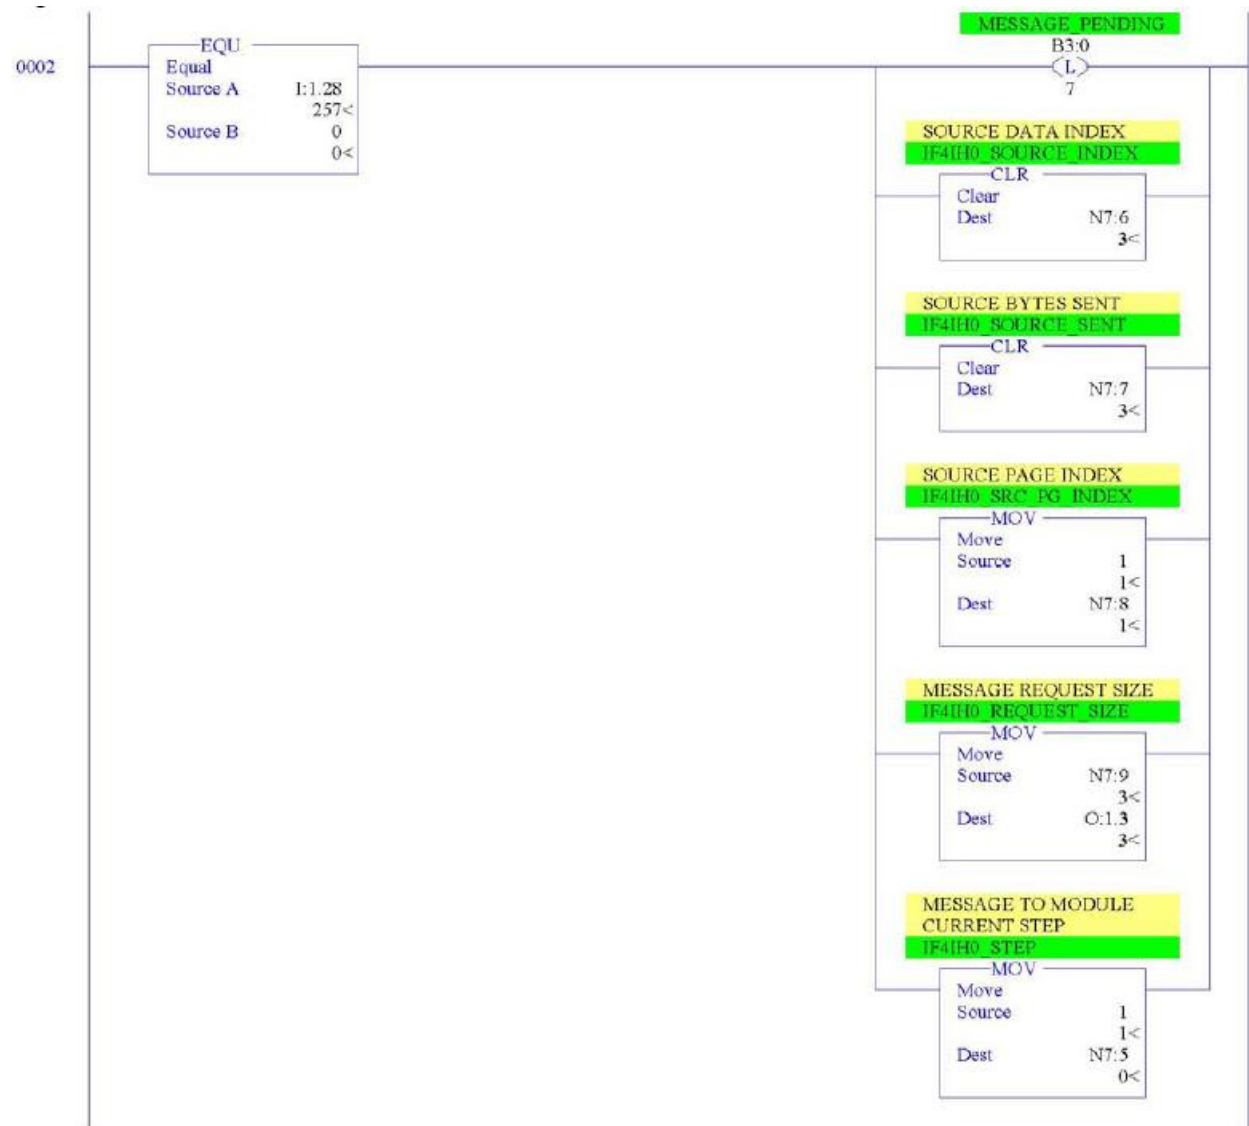 MESSAGE_PENDING
B3:0
0002
EQU
Equal
Source A I:1.28
257<
Source B 0
0<
L
7
SOURCE DATA INDEX
IF4IH0_SOURCE_INDEX
CLR
Clear
Dest N7:6
3<
SOURCE BYTES SENT
IF4IH0_SOURCE_SENT
CLR
Clear
Dest N7:7
3<
SOURCE PAGE INDEX
IF4IH0_SRC_PG_INDEX
MOV
Move
Source 1
1<
Dest N7:8
1<
MESSAGE REQUEST SIZE
IF4IH0_REQUEST_SIZE
MOV
Move
Source N7:9
3<
Dest O:1.3
3<
MESSAGE TO MODULE
CURRENT STEP
IF4IH0_STEP
MOV
Move
Source 1
1<
Dest N7:5
0<